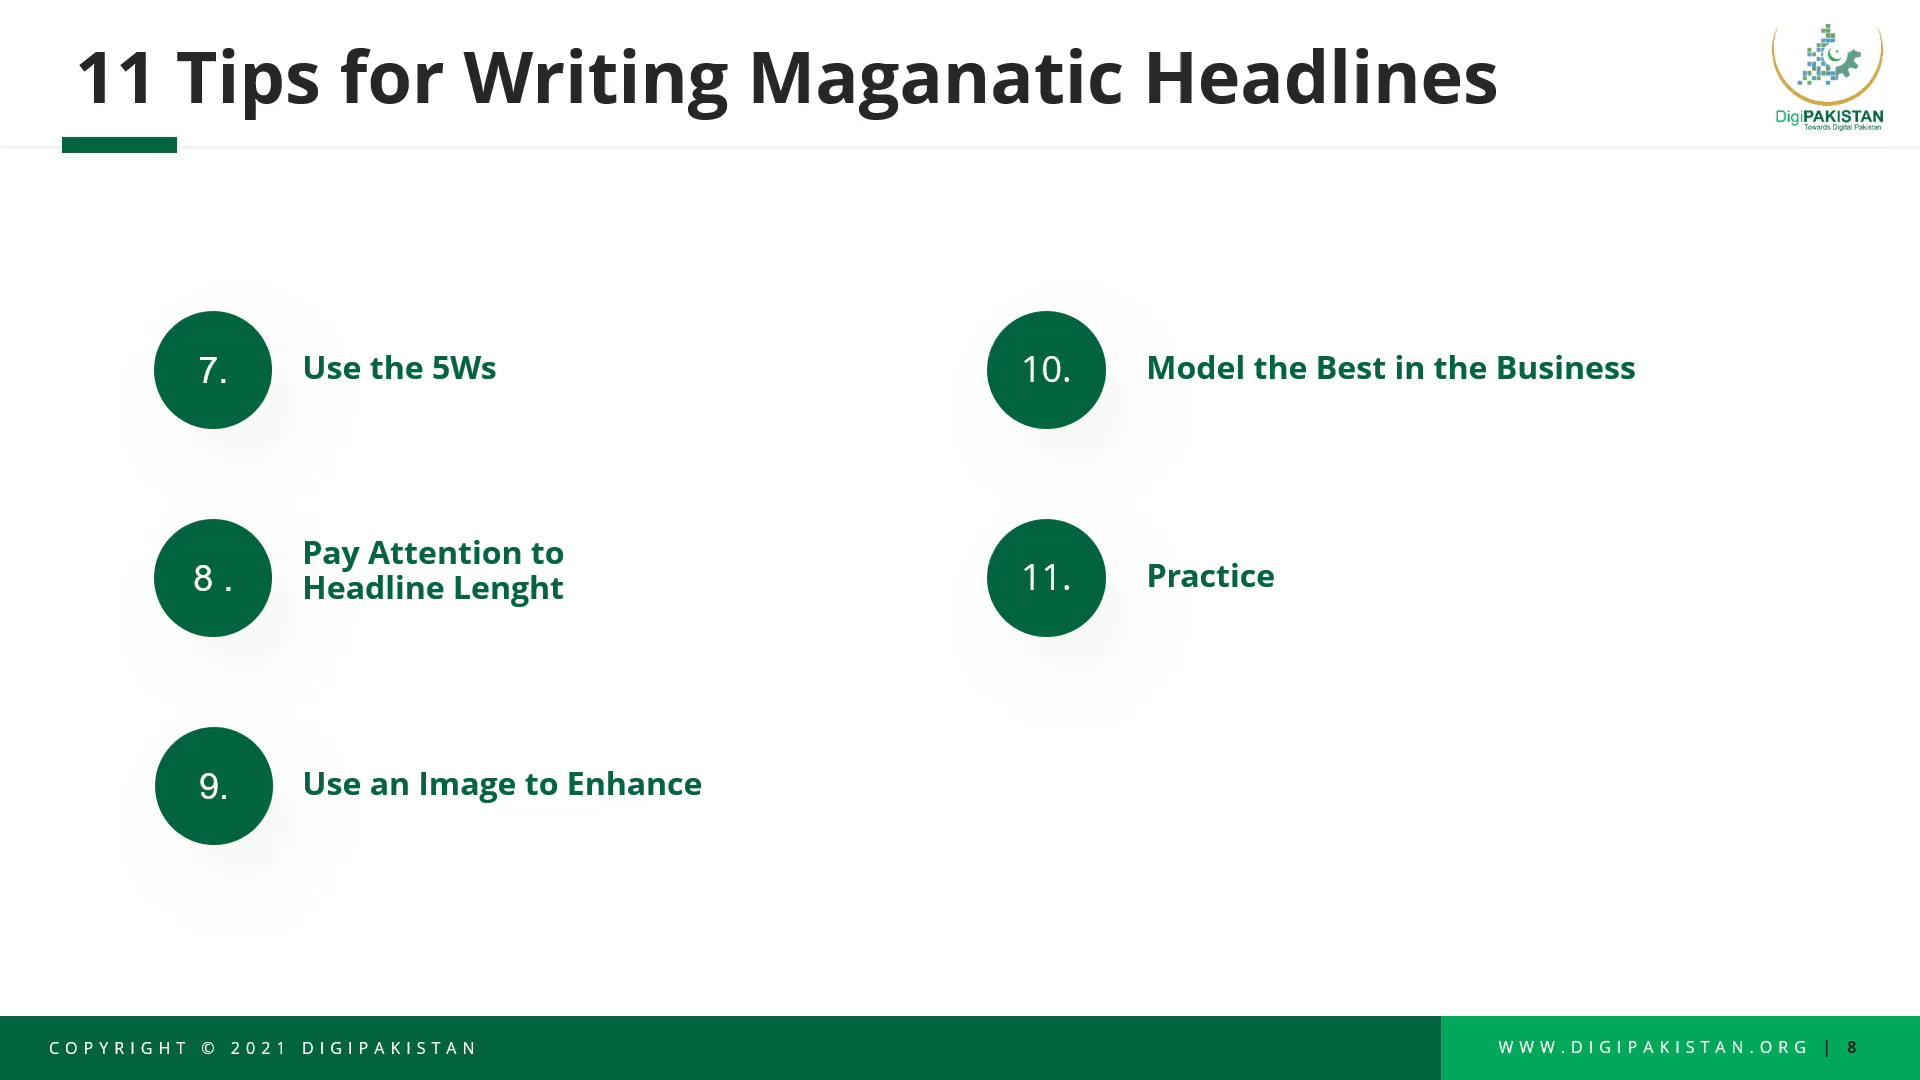 11 Tips for Writing Maganatic Headlines
DigiPAKISTAN
Towards Digital Pakistan
7.
Use the 5Ws
8 .
Pay Attention to
Headline Lenght
9.
Use an Image to Enhance
10.
Model the Best in the Business
11.
Practice
COPYRIGHT © 2021 DIGIPAKISTAN
WWW.DIGIPAKISTAN.ORG | 8